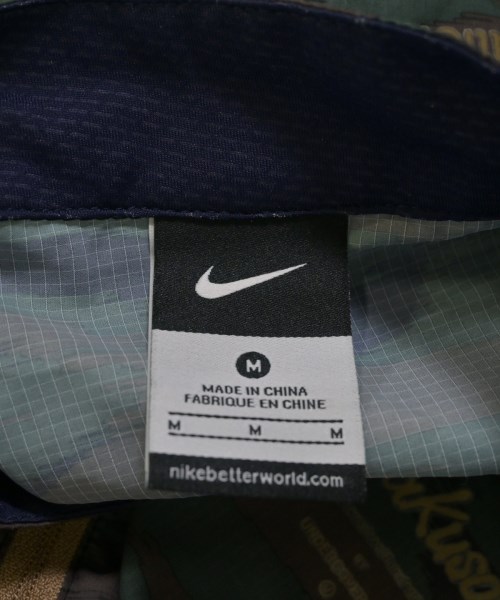 M
MADE IN CHINA
FABRIQUE EN CHINE
M M M
nikebetterworld.com